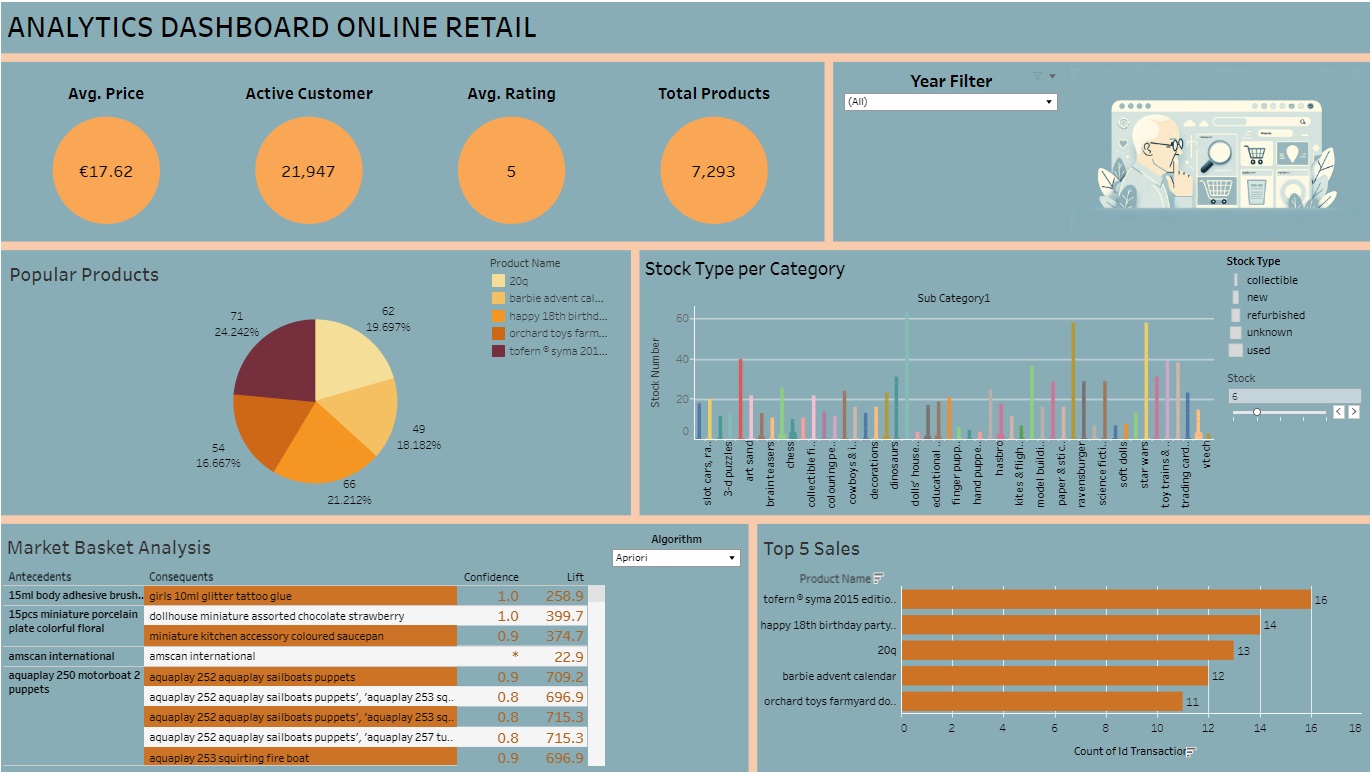 ANALYTICS DASHBOARD ONLINE RETAIL
Avg. Price
Active Customer
Avg. Rating
Total Products
€17.62
21,947
5
7,293
Year Filter
(All)
Popular Products
Product Name
20q
barbie advent cal...
happy 18th birthd...
orchard toys farm...
tofern® syma 201...
71
24.242%
62
19.697%
49
18.182%
54
16.667%
66
21.212%
Stock Type per Category
Sub Category1
Stock Number
60
40
20
0
slot cars, ra..
3-d puzzles
art sand
brainteasers
chess
collectible fi..
colouring pe..
cowboys & i..
decorations
dinosaurs
dolls' house..
educational..
finger pupp..
hand puppe..
hasbro
kites & fligh..
model buildi..
paper & stic..
ravensburger
science ficti..
soft dolls
star wars
toy trains & ..
trading card..
vtech
Stock Type
collectible
new
refurbished
unknown
used
Stock
6
Market Basket Analysis
Algorithm
Apriori
Antecedents Consequents Confidence Lift
15ml body adhesive brush.. girls 10ml glitter tattoo glue 1.0 258.9
15pcs miniature porcelain plate colorful floral dollhouse miniature assorted chocolate strawberry 1.0 399.7
miniature kitchen accessory coloured saucepan 0.9 374.7
amscan international amscan international * 22.9
aquaplay 250 motorboat 2 puppets aquaplay 252 aquaplay sailboats puppets 0.9 709.2
aquaplay 252 aquaplay sailboats puppets’, ‘aquaplay 253 sq.. 0.8 696.9
aquaplay 252 aquaplay sailboats puppets’, ‘aquaplay 253 sq.. 0.8 715.3
aquaplay 252 aquaplay sailboats puppets’, ‘aquaplay 257 tu.. 0.8 715.3
aquaplay 253 squirting fire boat 0.9 696.9
Top 5 Sales
Product Name
tofern® syma 2015 editio.. 16
happy 18th birthday party.. 14
20q 13
barbie advent calendar 12
orchard toys farmyard do.. 11
0 2 4 6 8 10 12 14 16 18
Count of Id Transaction